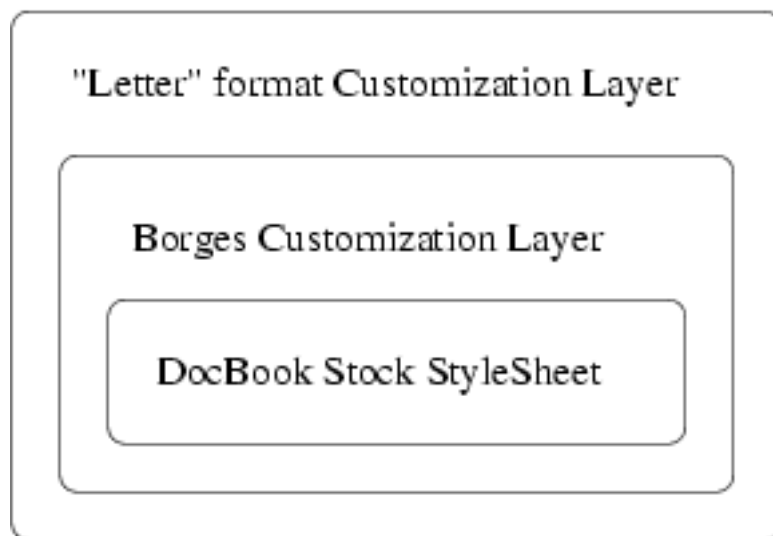 "Letter" format Customization Layer
Borges Customization Layer
DocBook Stock StyleSheet